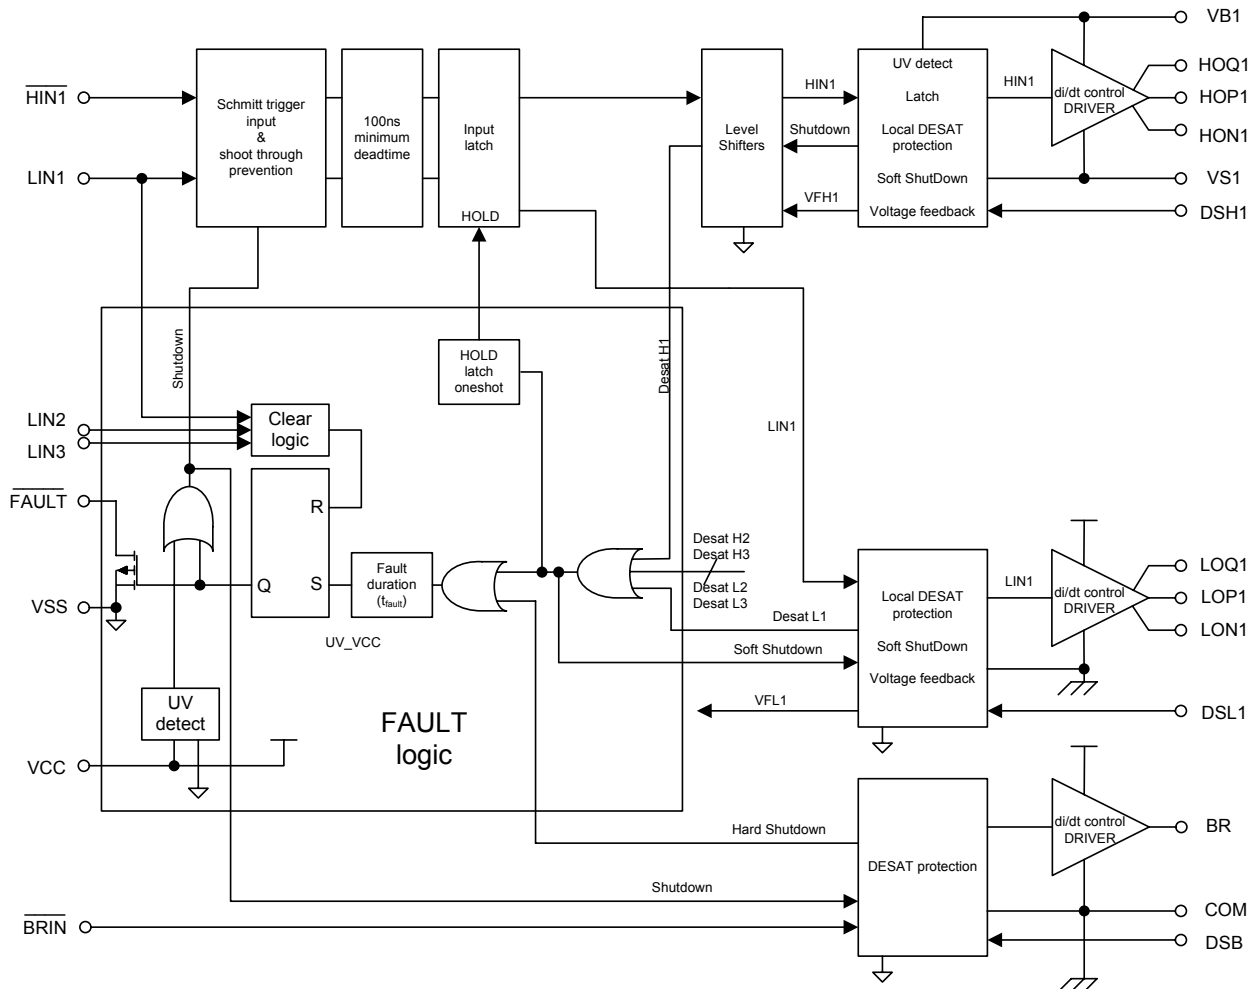 VB1
HIN1
LIN1
Schmitt trigger
input
&
shoot through
prevention
100ns
minimum
deadtime
Input
latch
HOLD
Level
Shifters
HIN1
Shutdown
VFH1
UV detect
Latch
Local DESAT
protection
Soft ShutDown
Voltage feedback
HIN1
di/dt control
DRIVER
HOQ1
HOP1
HON1
VS1
DSH1
Shutdown
HOLD
latch
oneshot
Desat H1
LIN1
LIN2
LIN3
Clear
logic
FAULT
VSS
R
Q
S
Fault
duration
(tfault)
UV_VCC
Desat H2
Desat H3
Desat L2
Desat L3
Desat L1
Soft Shutdown
VFL1
Local DESAT
protection
Soft ShutDown
Voltage feedback
LIN1
di/dt control
DRIVER
LOQ1
LOP1
LON1
DSL1
UV
detect
VCC
FAULT
logic
Hard Shutdown
Shutdown
BRIN
DESAT protection
di/dt control
DRIVER
BR
COM
DSB